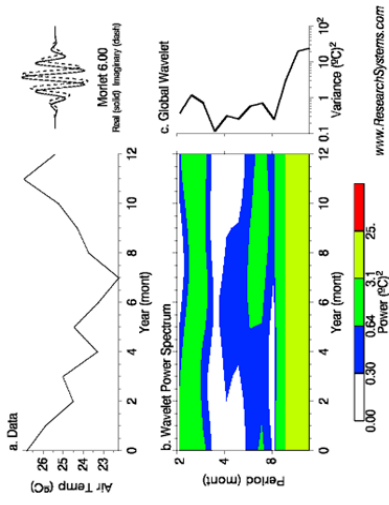 a. Data
Air Temp (ºC)
26
25
24
23
0 2 4 6 8 10 12
Year (mont)
Morlet 6.00
Real (solid) Imaginery (dash)
b. Wavelet Power Spectrum
Period (mont)
2
4
8
0 2 4 6 8 10 12
Year (mont)
c. Global Wavelet
0.1 1 10 10²
Variance (ºC)²
0.00 0.30 0.64 3.1 25.
Power (ºC)²
www.ResearchSystems.com